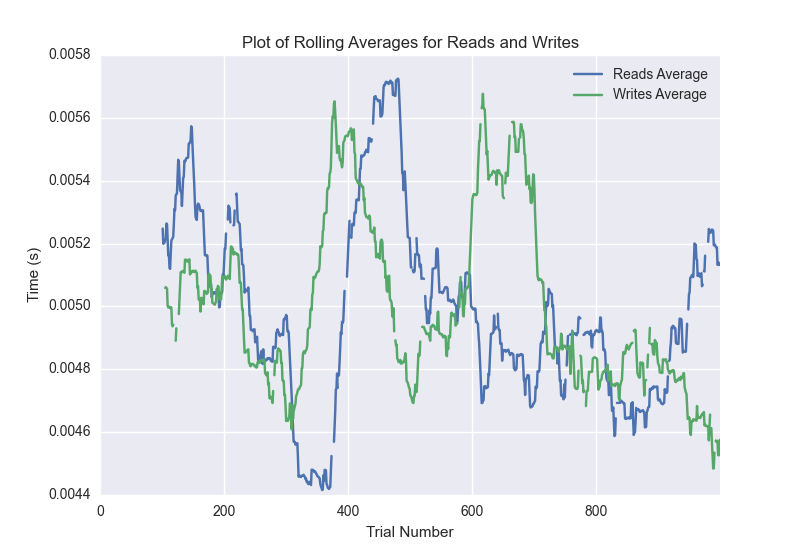 Plot of Rolling Averages for Reads and Writes
0.0058
0.0056
0.0054
0.0052
0.0050
0.0048
0.0046
0.0044
Time (s)
Reads Average
Writes Average
0
200
400
600
800
Trial Number